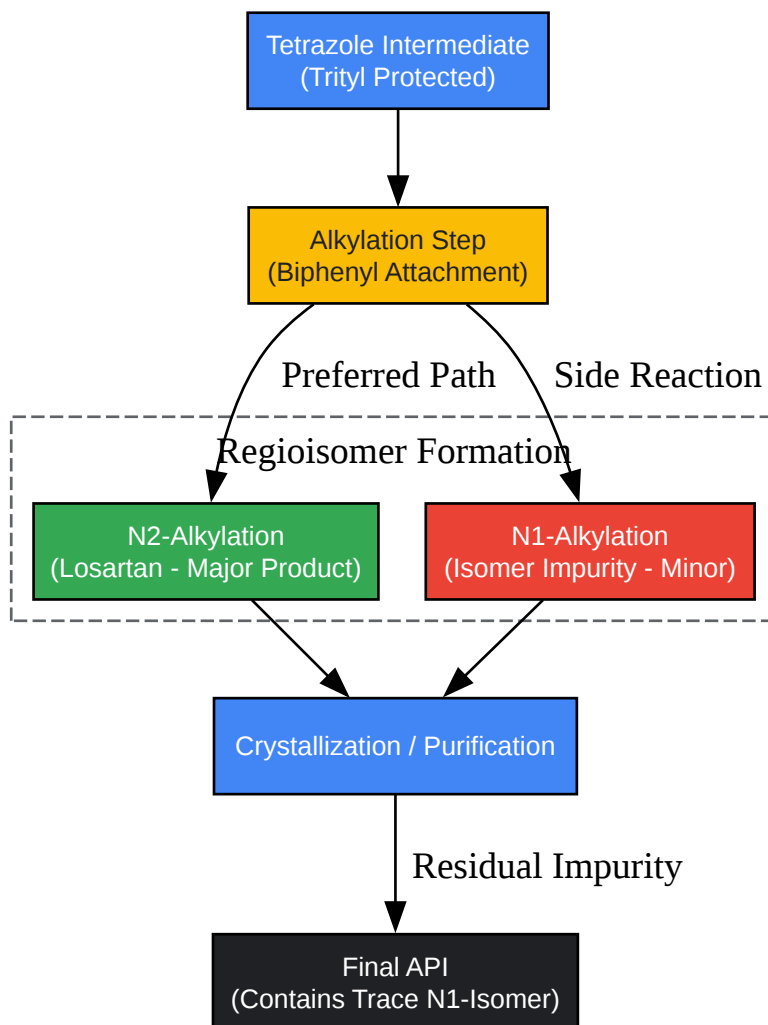 Tetrazole Intermediate
(Trityl Protected)
Alkylation Step
(Biphenyl Attachment)
Preferred Path
Side Reaction
Regioisomer Formation
N2-Alkylation
(Losartan - Major Product)
N1-Alkylation
(Isomer Impurity - Minor)
Crystallization / Purification
Residual Impurity
Final API
(Contains Trace N1-Isomer)